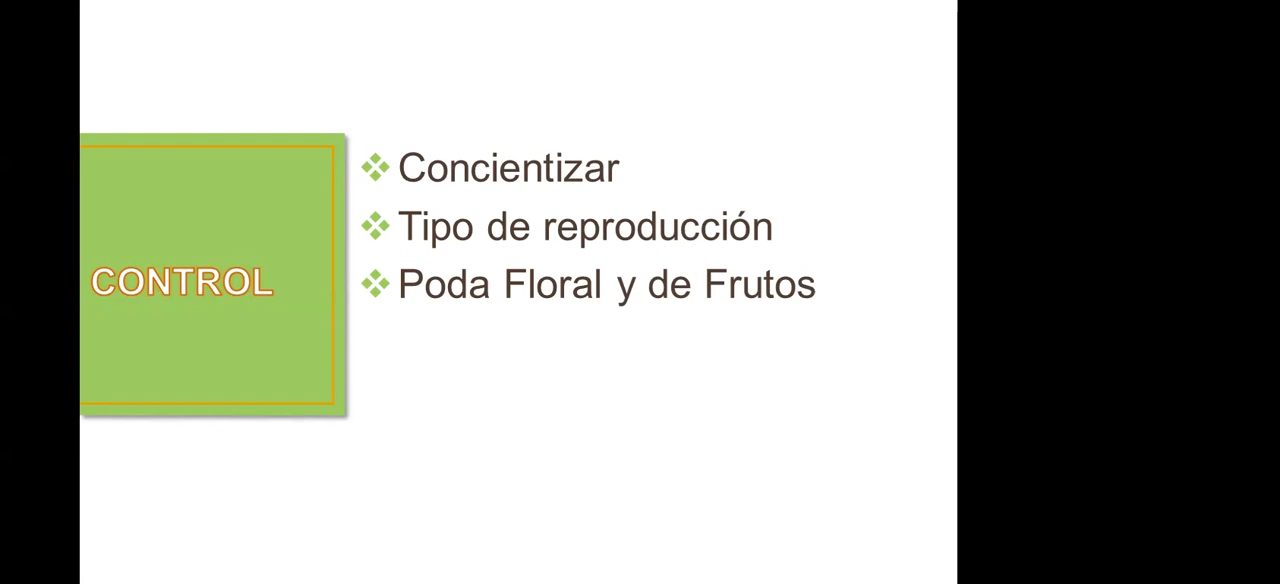 CONTROL
Concientizar
Tipo de reproducción
Poda Floral y de Frutos